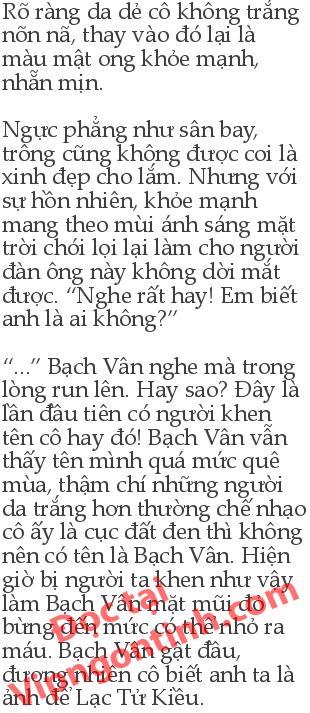 Rõ ràng da dẻ cô không trắng
nõn nã, thay vào đó lại là
màu mật ong khỏe mạnh,
nhẵn mịn.
Ngực phẳng như sân bay,
trông cũng không được coi là
xinh đẹp cho lắm. Nhưng với
sự hồn nhiên, khỏe mạnh
mang theo mùi ánh sáng mặt
trời chói lọi lại làm cho người
đàn ông này không dời mắt
được. “Nghe rất hay! Em biết
anh là ai không?”
“...” Bạch Vân nghe mà trong
lòng run lên. Hay sao? Đây là
lần đầu tiên có người khen
tên cô hay đó! Bạch Vân vẫn
thấy tên mình quá mức quê
mùa, thậm chí những người
da trắng hơn thường chế nhạo
cô ấy là cục đất đen thì không
nên có tên là Bạch Vân. Hiện
giờ bị người ta khen như vậy
làm Bạch Vân mặt mũi đỏ
bừng đến mức có thể nhỏ ra
máu. Bạch Vân gật đầu,
đương nhiên cô biết anh ta là
ảnh đế Lạc Tử Kiều.
Đọc tại
Vipngontinh.com